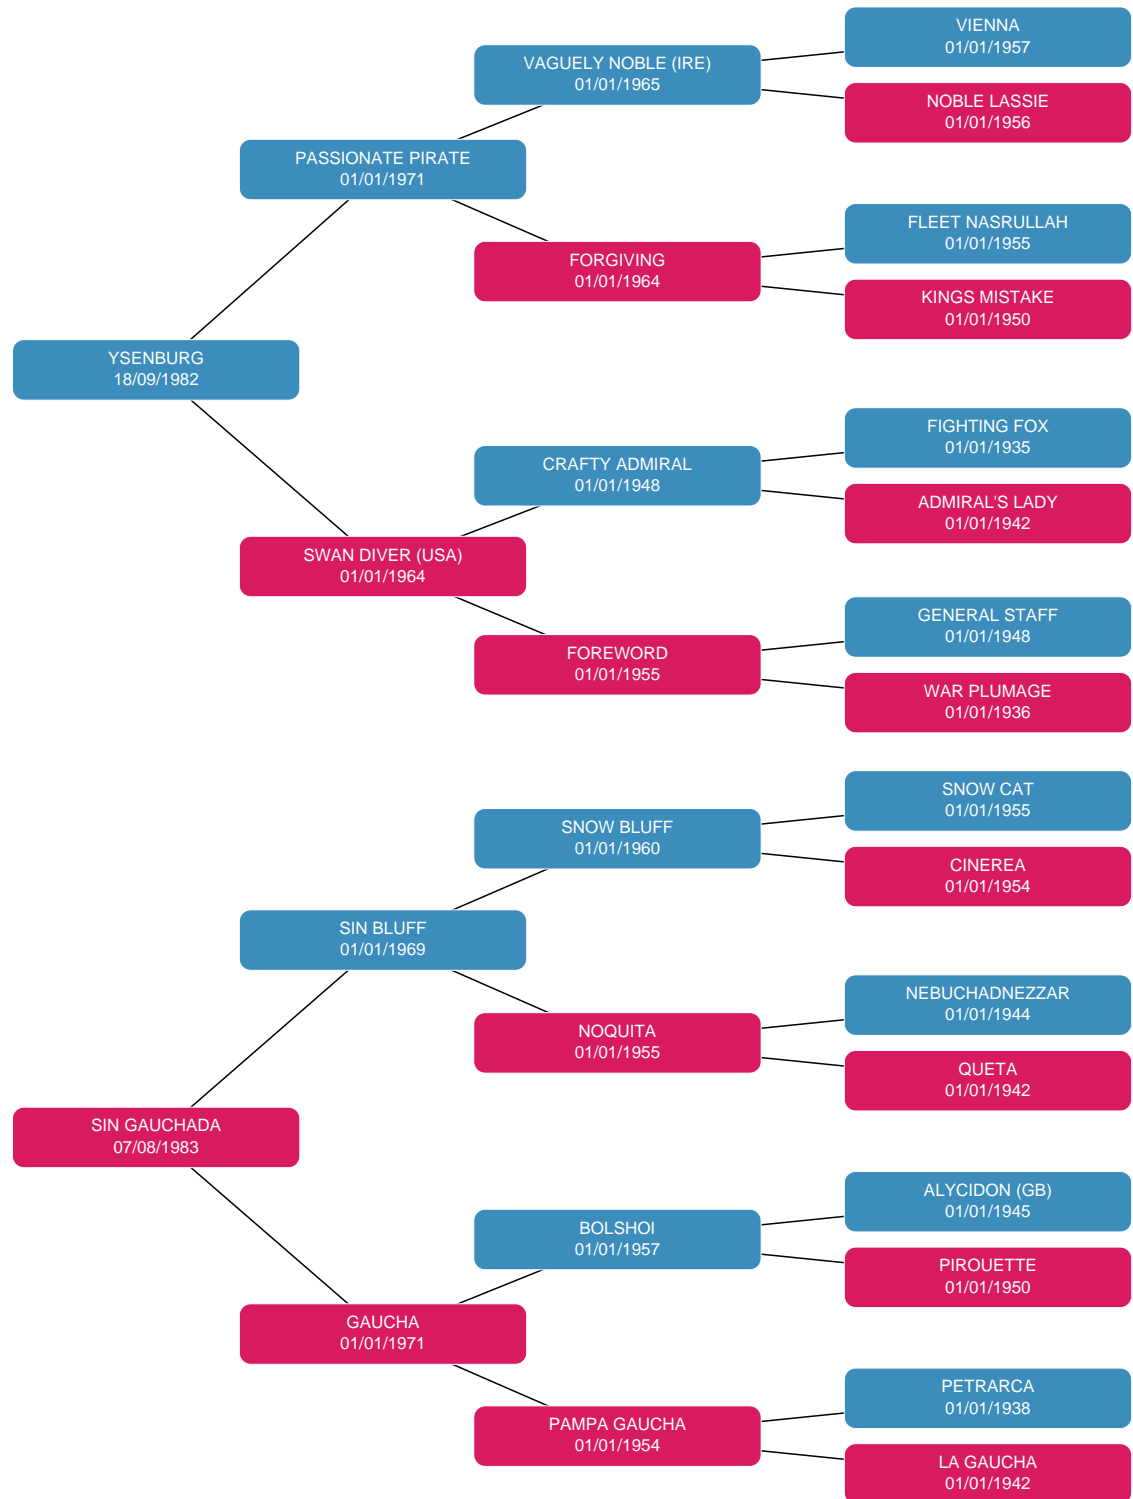 VIENNA
01/01/1957
VAGUELY NOBLE (IRE)
01/01/1965
NOBLE LASSIE
01/01/1956
PASSIONATE PIRATE
01/01/1971
FLEET NASRULLAH
01/01/1955
FORGIVING
01/01/1964
KINGS MISTAKE
01/01/1950
YSENBURG
18/09/1982
FIGHTING FOX
01/01/1935
CRAFTY ADMIRAL
01/01/1948
ADMIRAL'S LADY
01/01/1942
SWAN DIVER (USA)
01/01/1964
GENERAL STAFF
01/01/1948
FOREWORD
01/01/1955
WAR PLUMAGE
01/01/1936
SNOW CAT
01/01/1955
SNOW BLUFF
01/01/1960
CINEREA
01/01/1954
SIN BLUFF
01/01/1969
NEBUCHADNEZZAR
01/01/1944
NOQUITA
01/01/1955
QUETA
01/01/1942
SIN GAUCHADA
07/08/1983
ALYCIDON (GB)
01/01/1945
BOLSHOI
01/01/1957
PIROUETTE
01/01/1950
GAUCHA
01/01/1971
PETRARCA
01/01/1938
PAMPA GAUCHA
01/01/1954
LA GAUCHA
01/01/1942